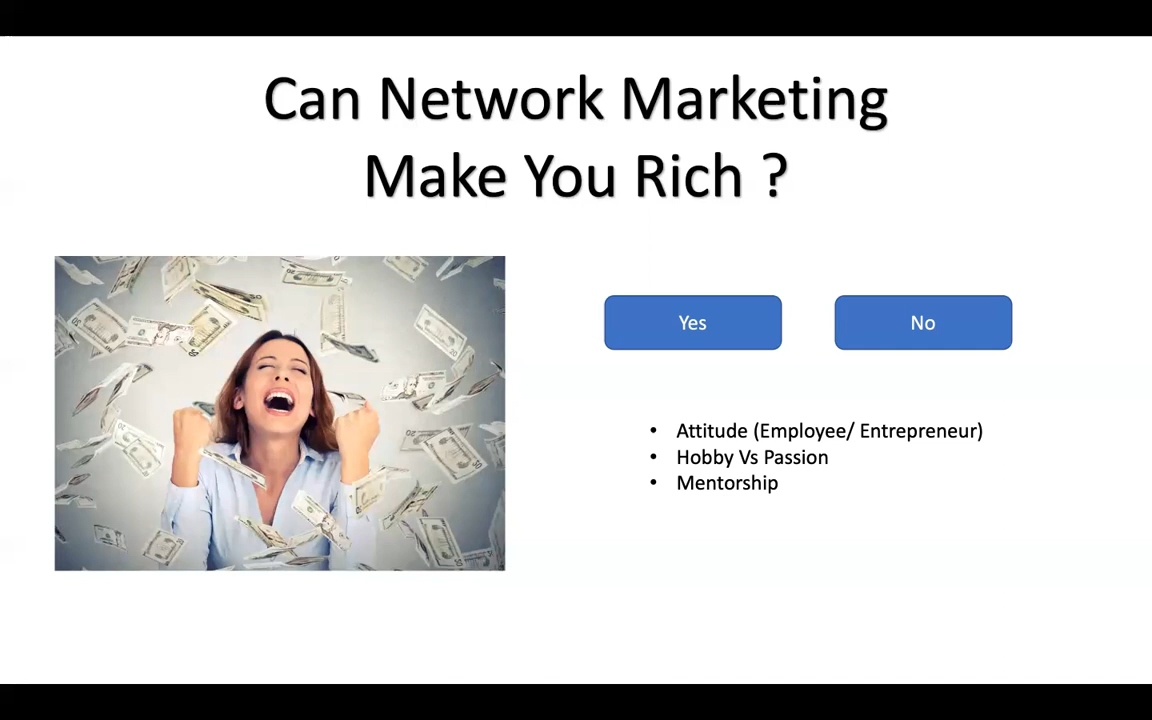 Can Network Marketing
Make You Rich ?
Yes
No
• Attitude (Employee/ Entrepreneur)
• Hobby Vs Passion
• Mentorship